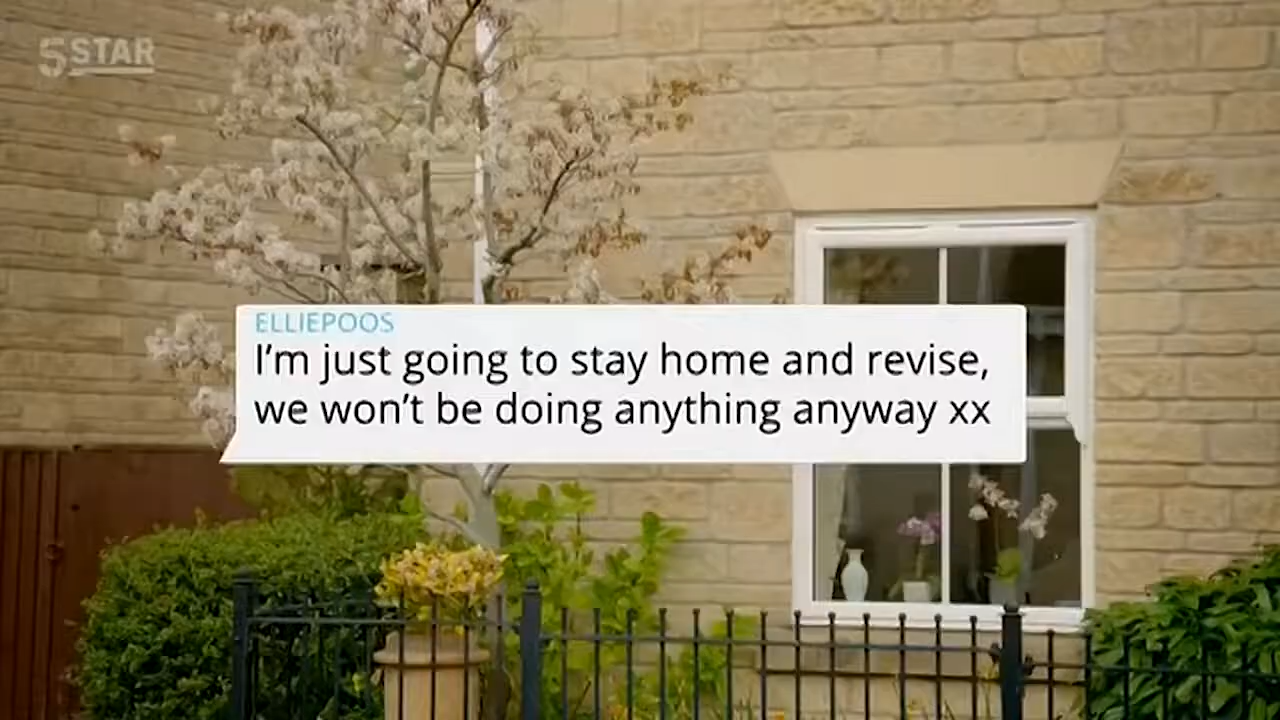 5STAR
ELLIEPOOS
I'm just going to stay home and revise,
we won't be doing anything anyway xx